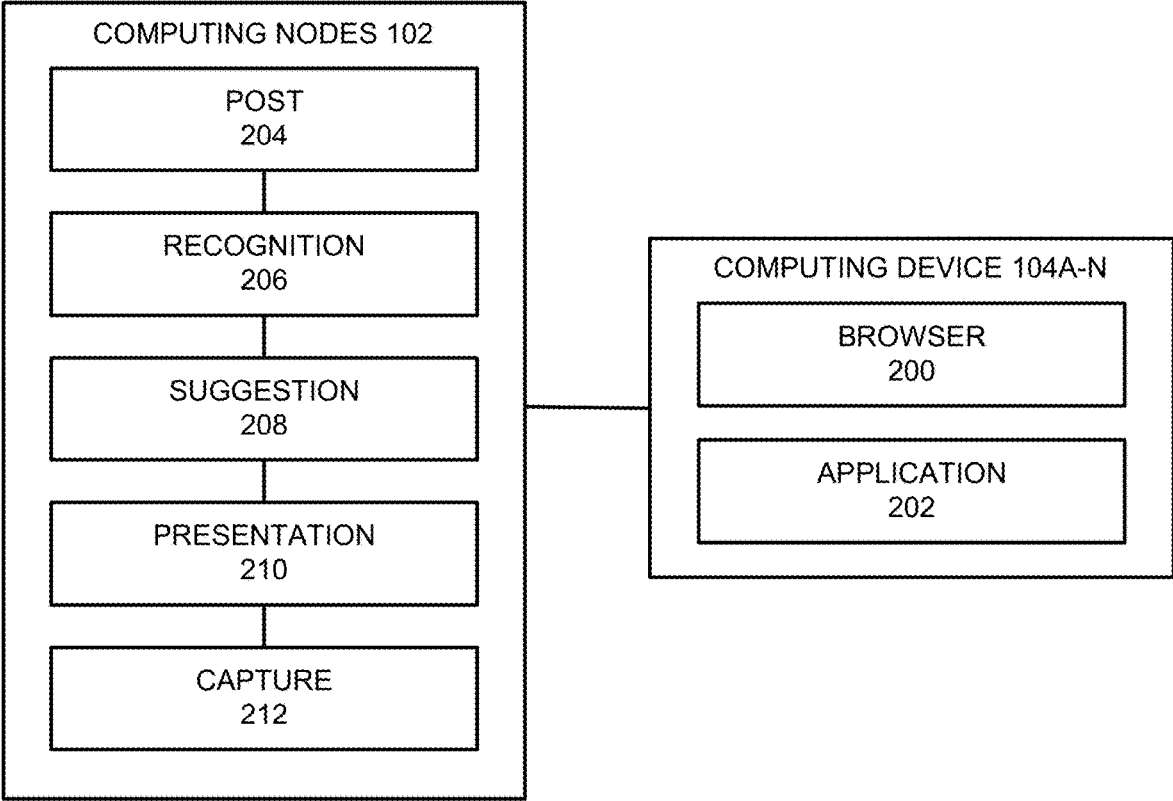 COMPUTING NODES 102
POST
204
RECOGNITION
206
SUGGESTION
208
PRESENTATION
210
CAPTURE
212
COMPUTING DEVICE 104A-N
BROWSER
200
APPLICATION
202